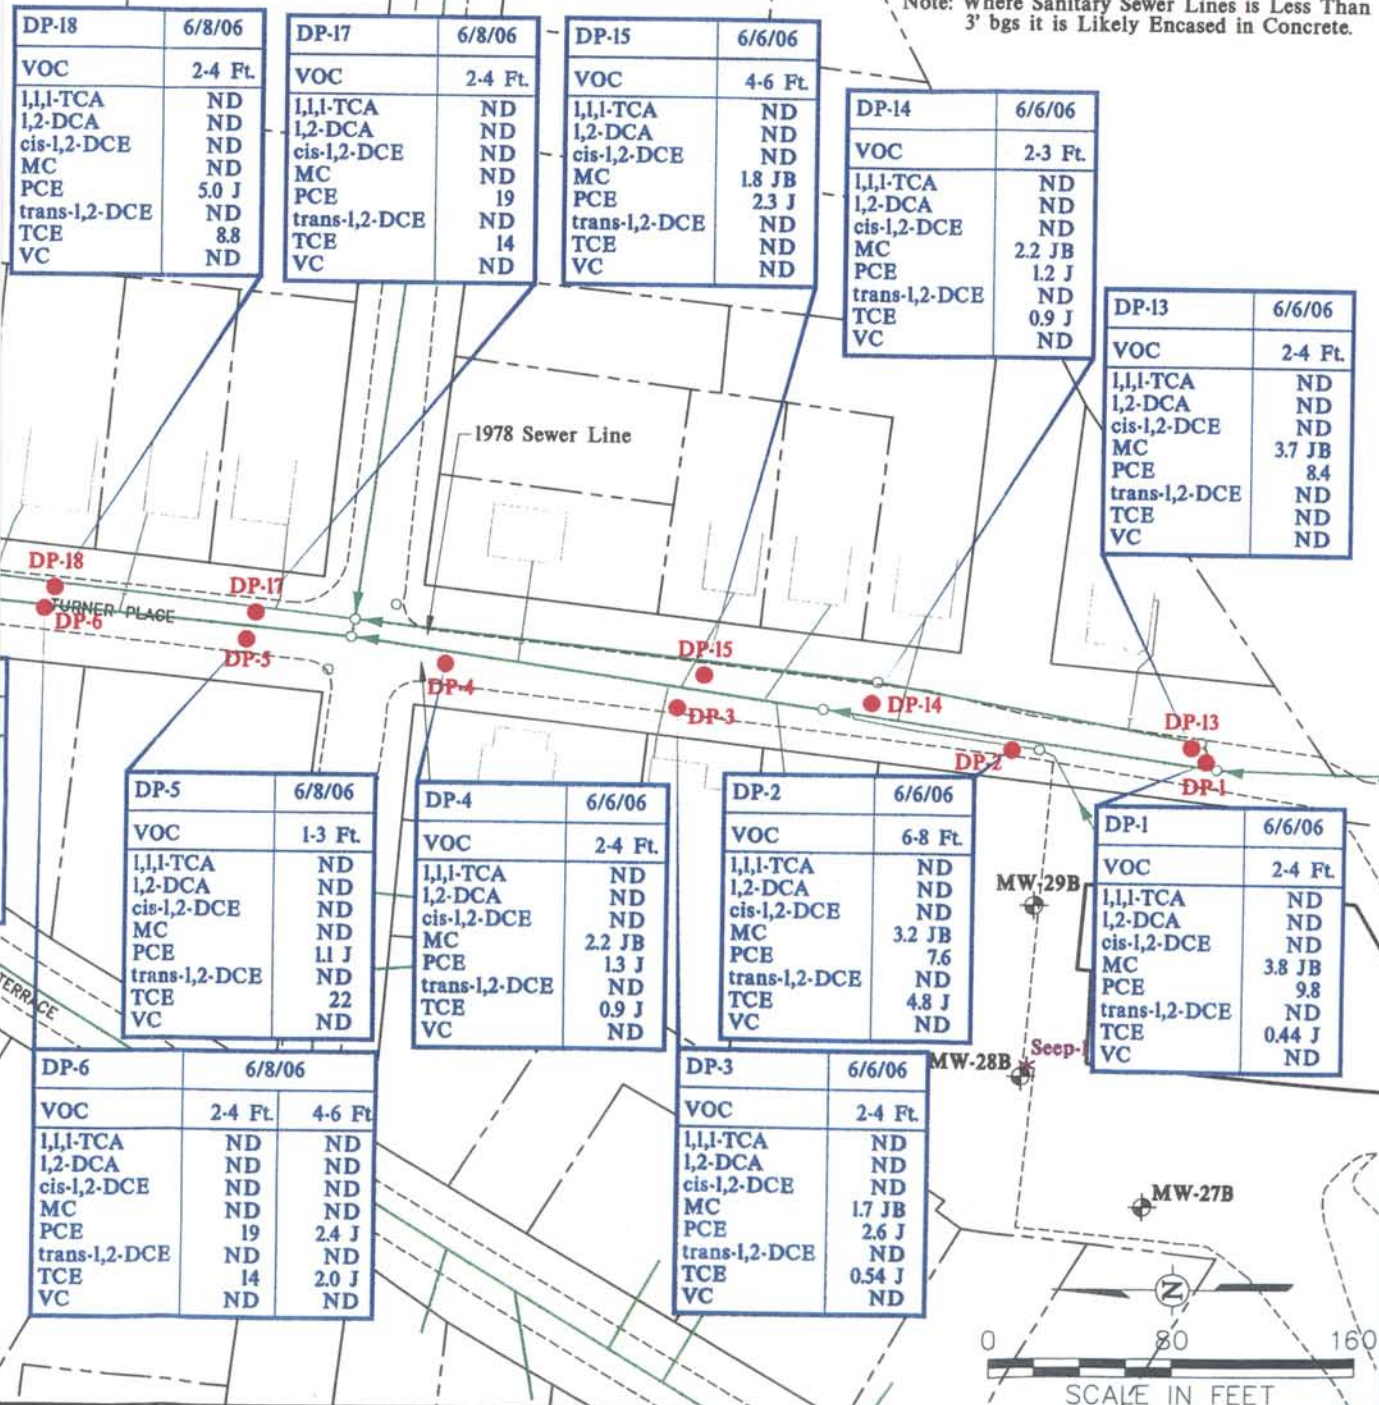 Note: Where Sanitary Sewer Lines is Less Than
3' bgs it is Likely Encased in Concrete.
DP-18 6/8/06
VOC 2-4 Ft.
1,1,1-TCA ND
1,2-DCA ND
cis-1,2-DCE ND
MC ND
PCE 5.0 J
trans-1,2-DCE ND
TCE 8.8
VC ND
DP-17 6/8/06
VOC 2-4 Ft.
1,1,1-TCA ND
1,2-DCA ND
cis-1,2-DCE ND
MC ND
PCE 19
trans-1,2-DCE ND
TCE 14
VC ND
DP-15 6/6/06
VOC 4-6 Ft.
1,1,1-TCA ND
1,2-DCA ND
cis-1,2-DCE ND
MC 1.8 JB
PCE 2.3 J
trans-1,2-DCE ND
TCE ND
VC ND
DP-14 6/6/06
VOC 2-3 Ft.
1,1,1-TCA ND
1,2-DCA ND
cis-1,2-DCE ND
MC 2.2 JB
PCE 1.2 J
trans-1,2-DCE ND
TCE 0.9 J
VC ND
DP-13 6/6/06
VOC 2-4 Ft.
1,1,1-TCA ND
1,2-DCA ND
cis-1,2-DCE ND
MC 3.7 JB
PCE 8.4
trans-1,2-DCE ND
TCE ND
VC ND
1978 Sewer Line
DP-18
DP-17
TURNER PLACE
DP-6
DP-5
DP-4
DP-15
DP-3
DP-14
DP-2
DP-13
DP-1
DP-5 6/8/06
VOC 1-3 Ft.
1,1,1-TCA ND
1,2-DCA ND
cis-1,2-DCE ND
MC ND
PCE 1.1 J
trans-1,2-DCE ND
TCE 22
VC ND
DP-4 6/6/06
VOC 2-4 Ft.
1,1,1-TCA ND
1,2-DCA ND
cis-1,2-DCE ND
MC 2.2 JB
PCE 1.3 J
trans-1,2-DCE ND
TCE 0.9 J
VC ND
DP-2 6/6/06
VOC 6-8 Ft.
1,1,1-TCA ND
1,2-DCA ND
cis-1,2-DCE ND
MC 3.2 JB
PCE 7.6
trans-1,2-DCE ND
TCE 4.8 J
VC ND
DP-1 6/6/06
VOC 2-4 Ft.
1,1,1-TCA ND
1,2-DCA ND
cis-1,2-DCE ND
MC 3.8 JB
PCE 9.8
trans-1,2-DCE ND
TCE 0.44 J
VC ND
MW-29B
TERRACE
MW-28B
Seep-1
DP-6 6/8/06
VOC 2-4 Ft. 4-6 Ft
1,1,1-TCA ND ND
1,2-DCA ND ND
cis-1,2-DCE ND ND
MC ND ND
PCE 19 2.4 J
trans-1,2-DCE ND ND
TCE 14 2.0 J
VC ND ND
DP-3 6/6/06
VOC 2-4 Ft.
1,1,1-TCA ND
1,2-DCA ND
cis-1,2-DCE ND
MC 1.7 JB
PCE 2.6 J
trans-1,2-DCE ND
TCE 0.54 J
VC ND
MW-27B
N
0 80 160
SCALE IN FEET